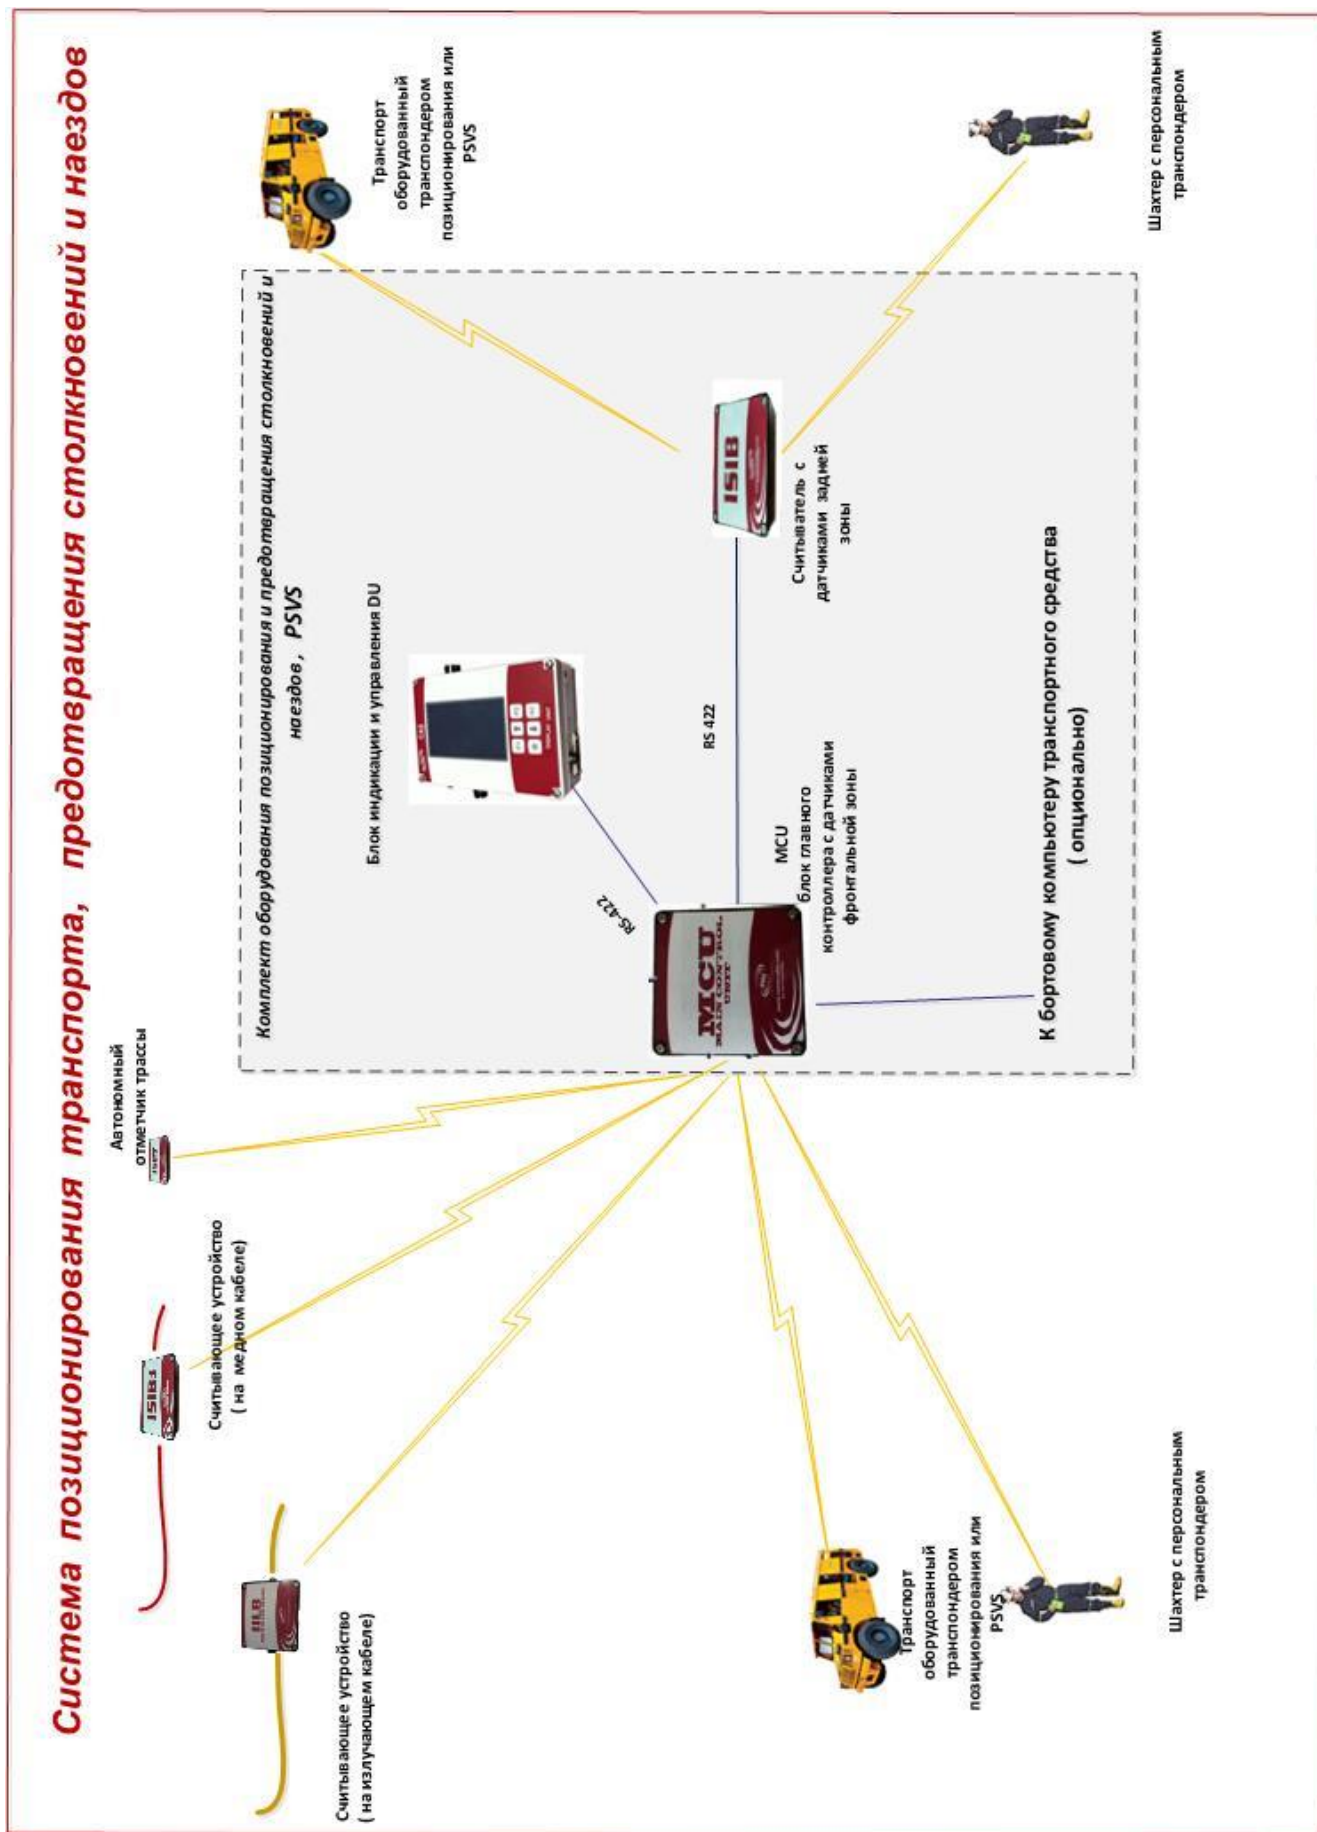 Система позиционирования транспорта, предотвращения столкновений и наездов
Автономный
отметчик трассы
Считывающее устройство
( на медном кабеле)
ISIB
Считывающее устройство
( на излучающем кабеле)
Комплект оборудования позиционирования и предотвращения столкновений и
наездов, PSVS
Блок индикации и управления DU
RS-422
MCU
MAIN CONTROL
UNIT
RS 422
MCU
блок главного
контроллера с датчиками
фронтальной зоны
ISIB
Считыватель с
датчиками задней
зоны
К бортовому компьютеру транспортного средства
( опционально)
Транспорт
оборудованный
транспондером
позиционирования или
PSVS
Шахтер с персональным
транспондером
Транспорт
оборудованный
транспондером
позиционирования или
PSVS
Шахтер с персональным
транспондером